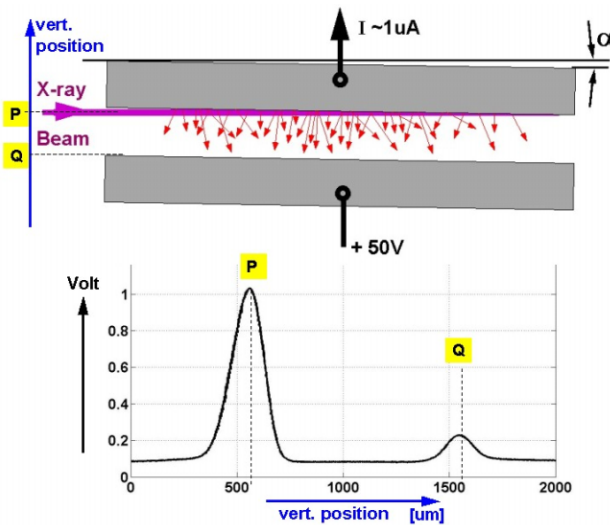 vert.
position
I ~1uA
α
X-ray
P
Beam
Q
+ 50V
P
Volt
1
0.8
Q
0.6
0.4
0.2
0
0
500
1000
1500
2000
vert. position [um]